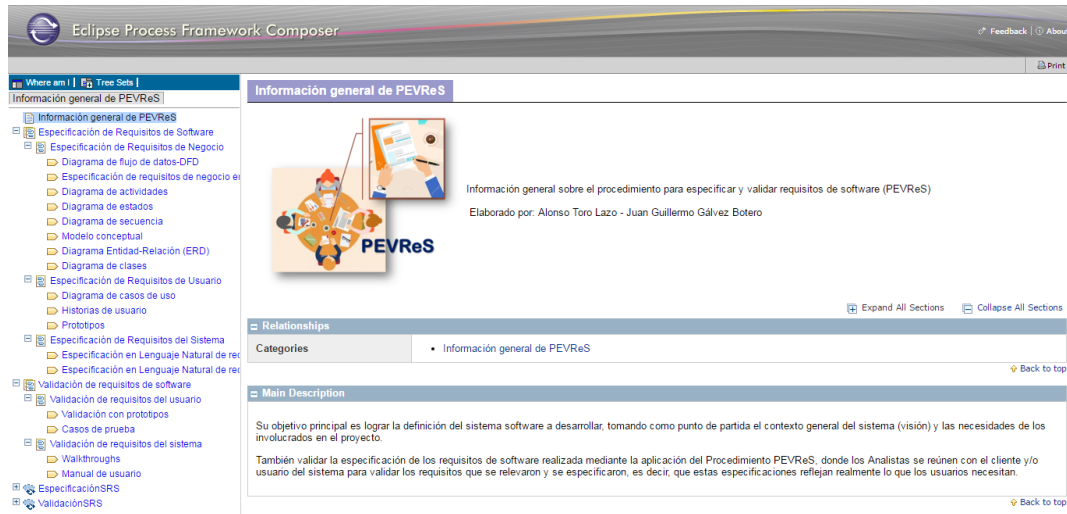 Eclipse Process Framework Composer
Feedback | About
Print
Where am I | Tree Sets |
Información general de PEVReS
Información general de PEVReS
Especificación de Requisitos de Software
Especificación de Requisitos de Negocio
Diagrama de flujo de datos-DFD
Especificación de requisitos de negocio en
Diagrama de actividades
Diagrama de estados
Diagrama de secuencia
Modelo conceptual
Diagrama Entidad-Relación (ERD)
Diagrama de clases
Especificación de Requisitos de Usuario
Diagrama de casos de uso
Historias de usuario
Prototipos
Especificación de Requisitos del Sistema
Especificación en Lenguaje Natural de req
Especificación en Lenguaje Natural de req
Validación de requisitos de software
Validación de requisitos del usuario
Validación con prototipos
Casos de prueba
Validación de requisitos del sistema
Walkthroughs
Manual de usuario
EspecificaciónSRS
ValidaciónSRS
Información general de PEVReS
PEVReS
Información general sobre el procedimiento para especificar y validar requisitos de software (PEVReS)
Elaborado por: Alonso Toro Lazo - Juan Guillermo Gálvez Botero
Expand All Sections Collapse All Sections
Relationships
Categories
• Información general de PEVReS
Back to top
Main Description
Su objetivo principal es lograr la definición del sistema software a desarrollar, tomando como punto de partida el contexto general del sistema (visión) y las necesidades de los
involucrados en el proyecto.
También validar la especificación de los requisitos de software realizada mediante la aplicación del Procedimiento PEVReS, donde los Analistas se reúnen con el cliente y/o
usuario del sistema para validar los requisitos que se relevaron y se especificaron, es decir, que estas especificaciones reflejan realmente lo que los usuarios necesitan.
Back to top